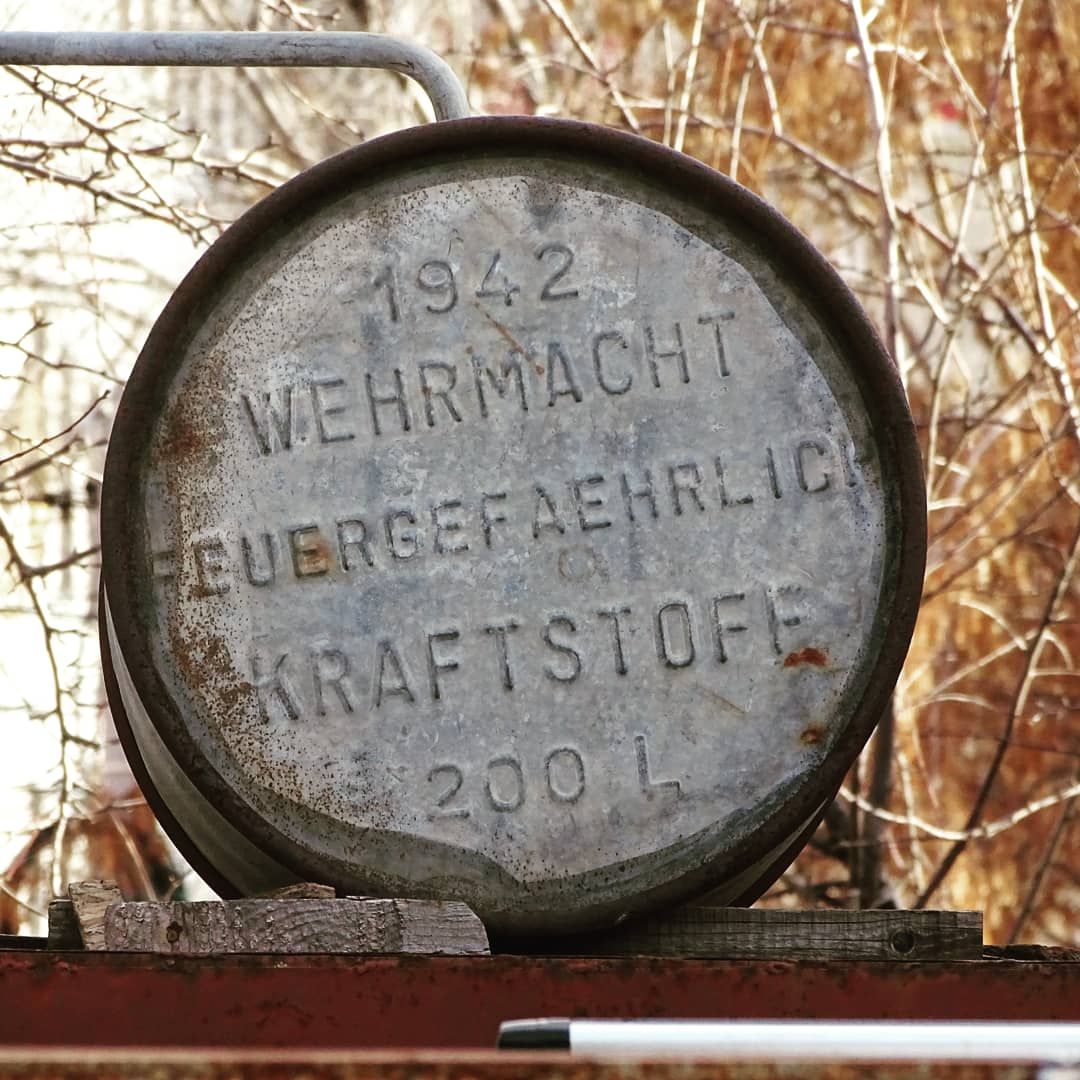 1942
WEHRMACHT
FEUERGEFAEHRLICH
KRAFTSTOFF
200 L